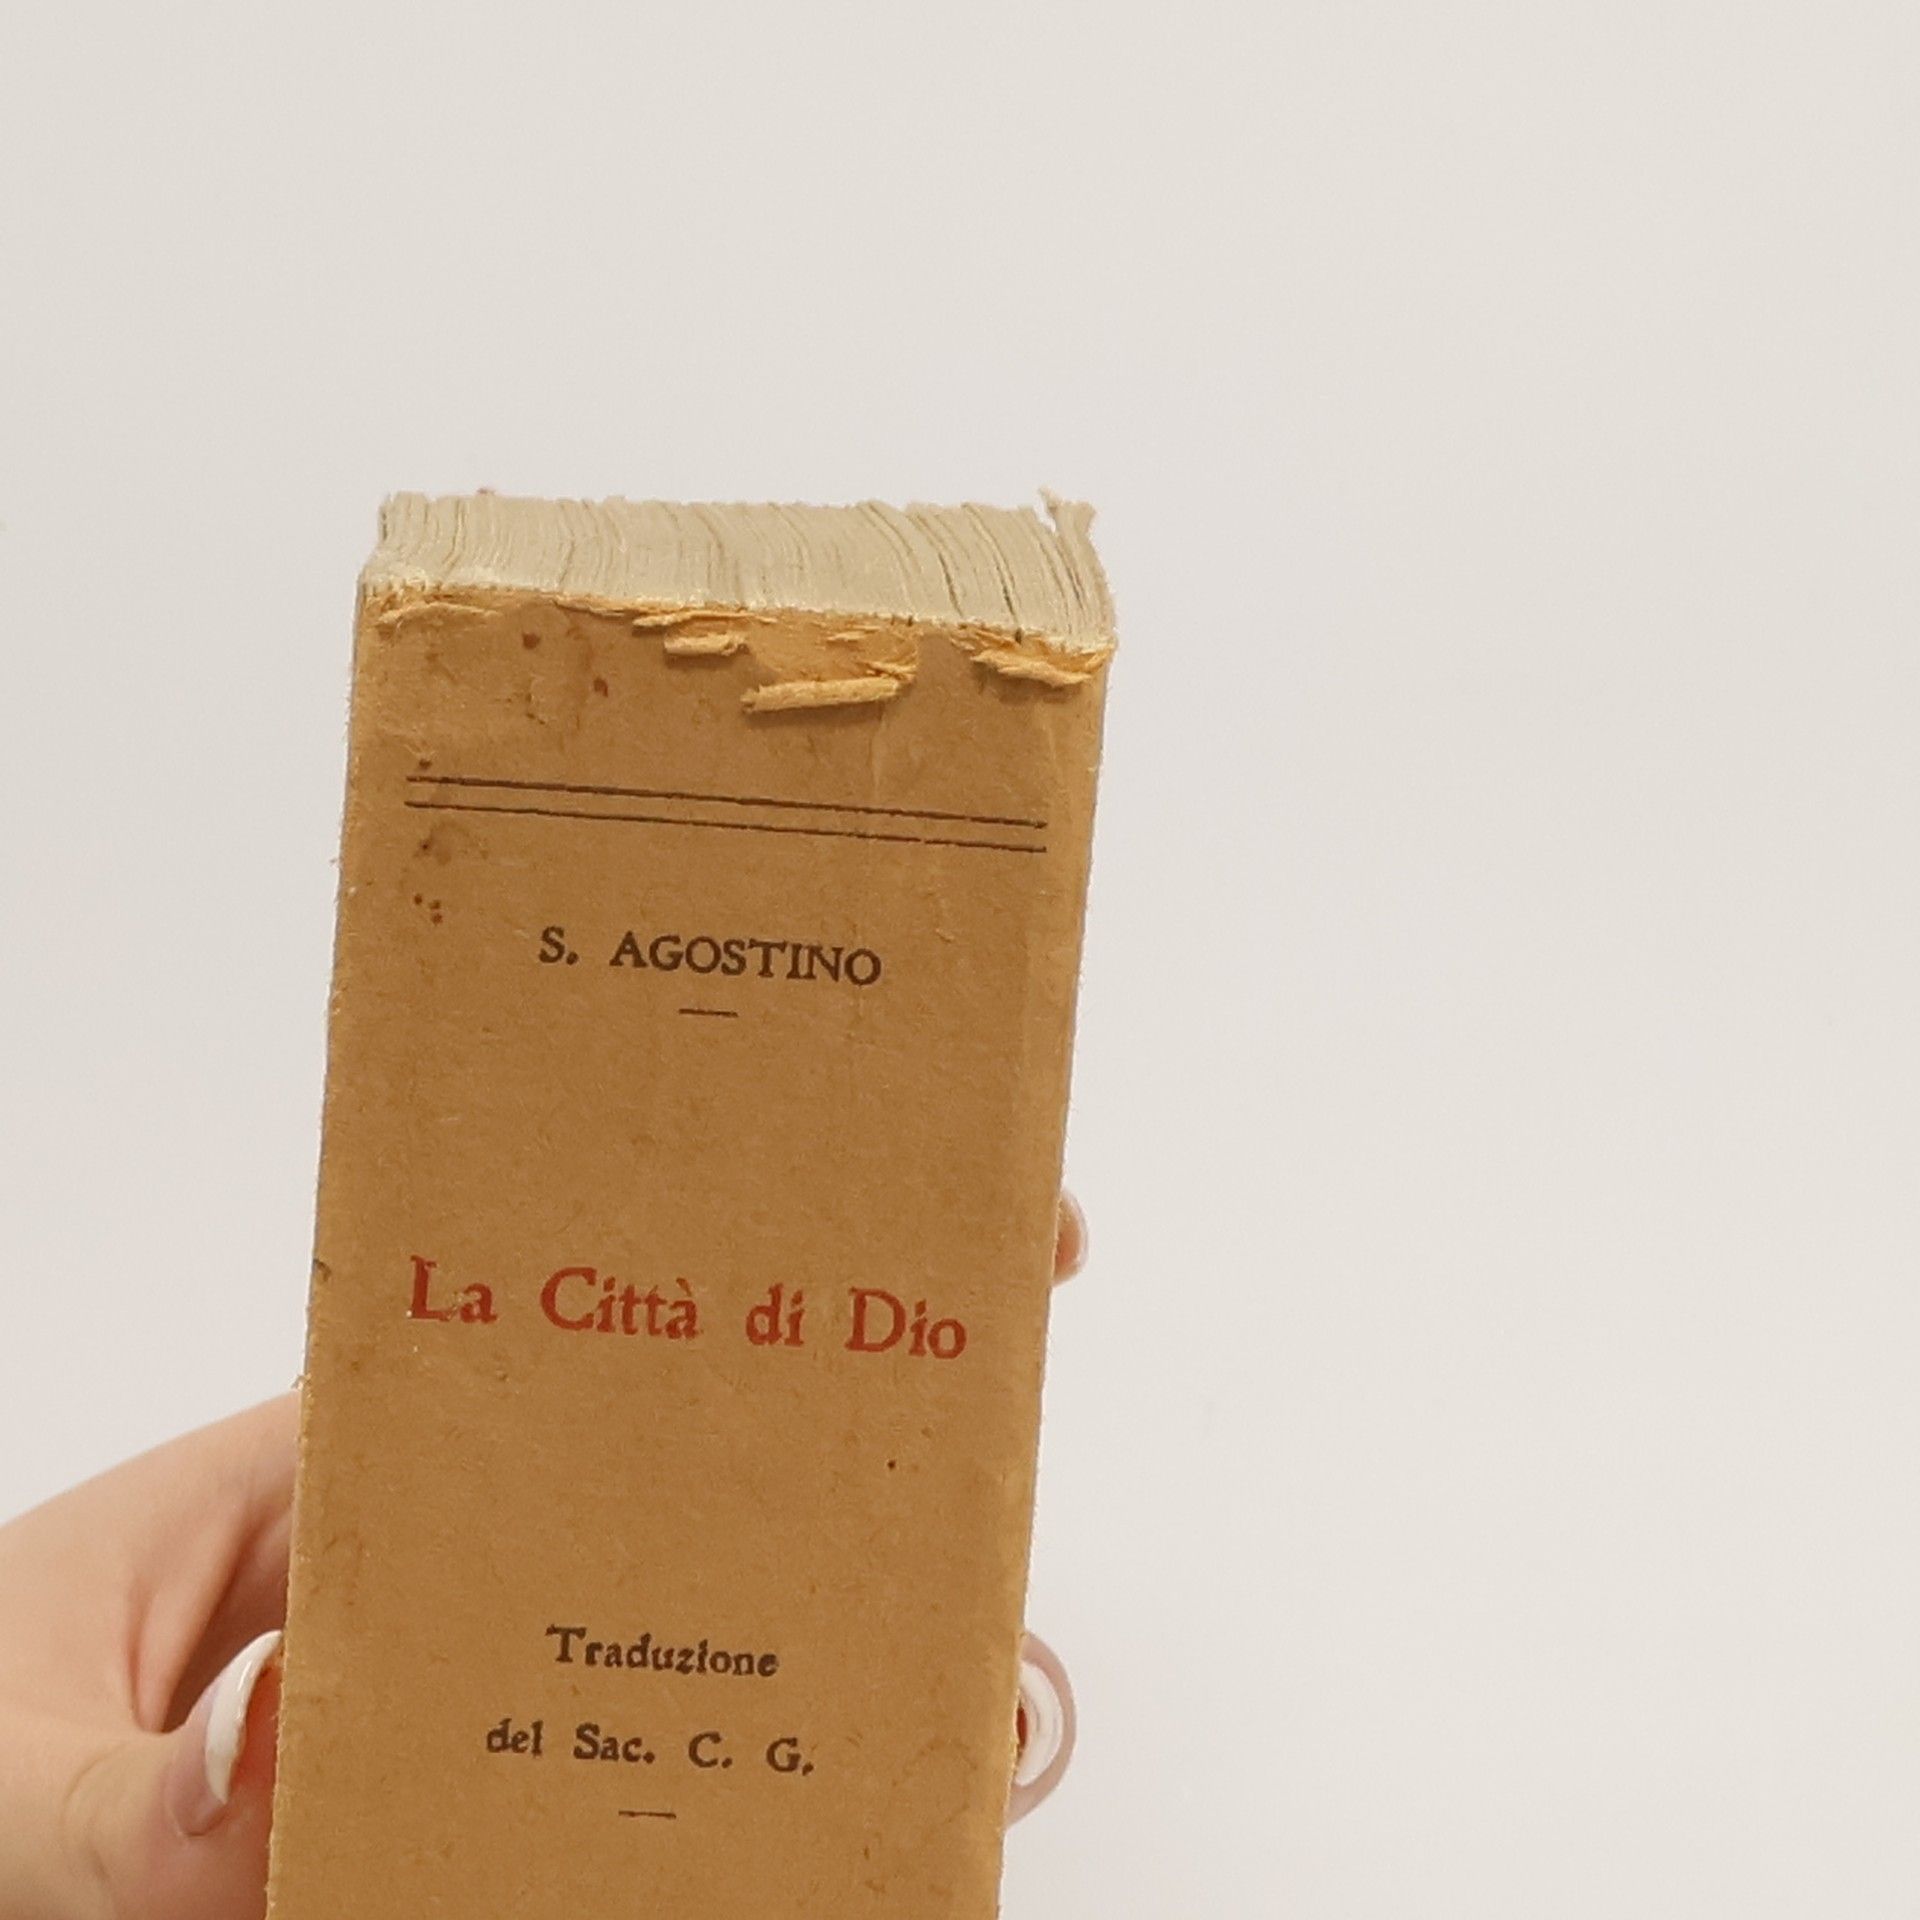 S. AGOSTINO
La Città di Dio
Traduzione
del Sac. C. G.